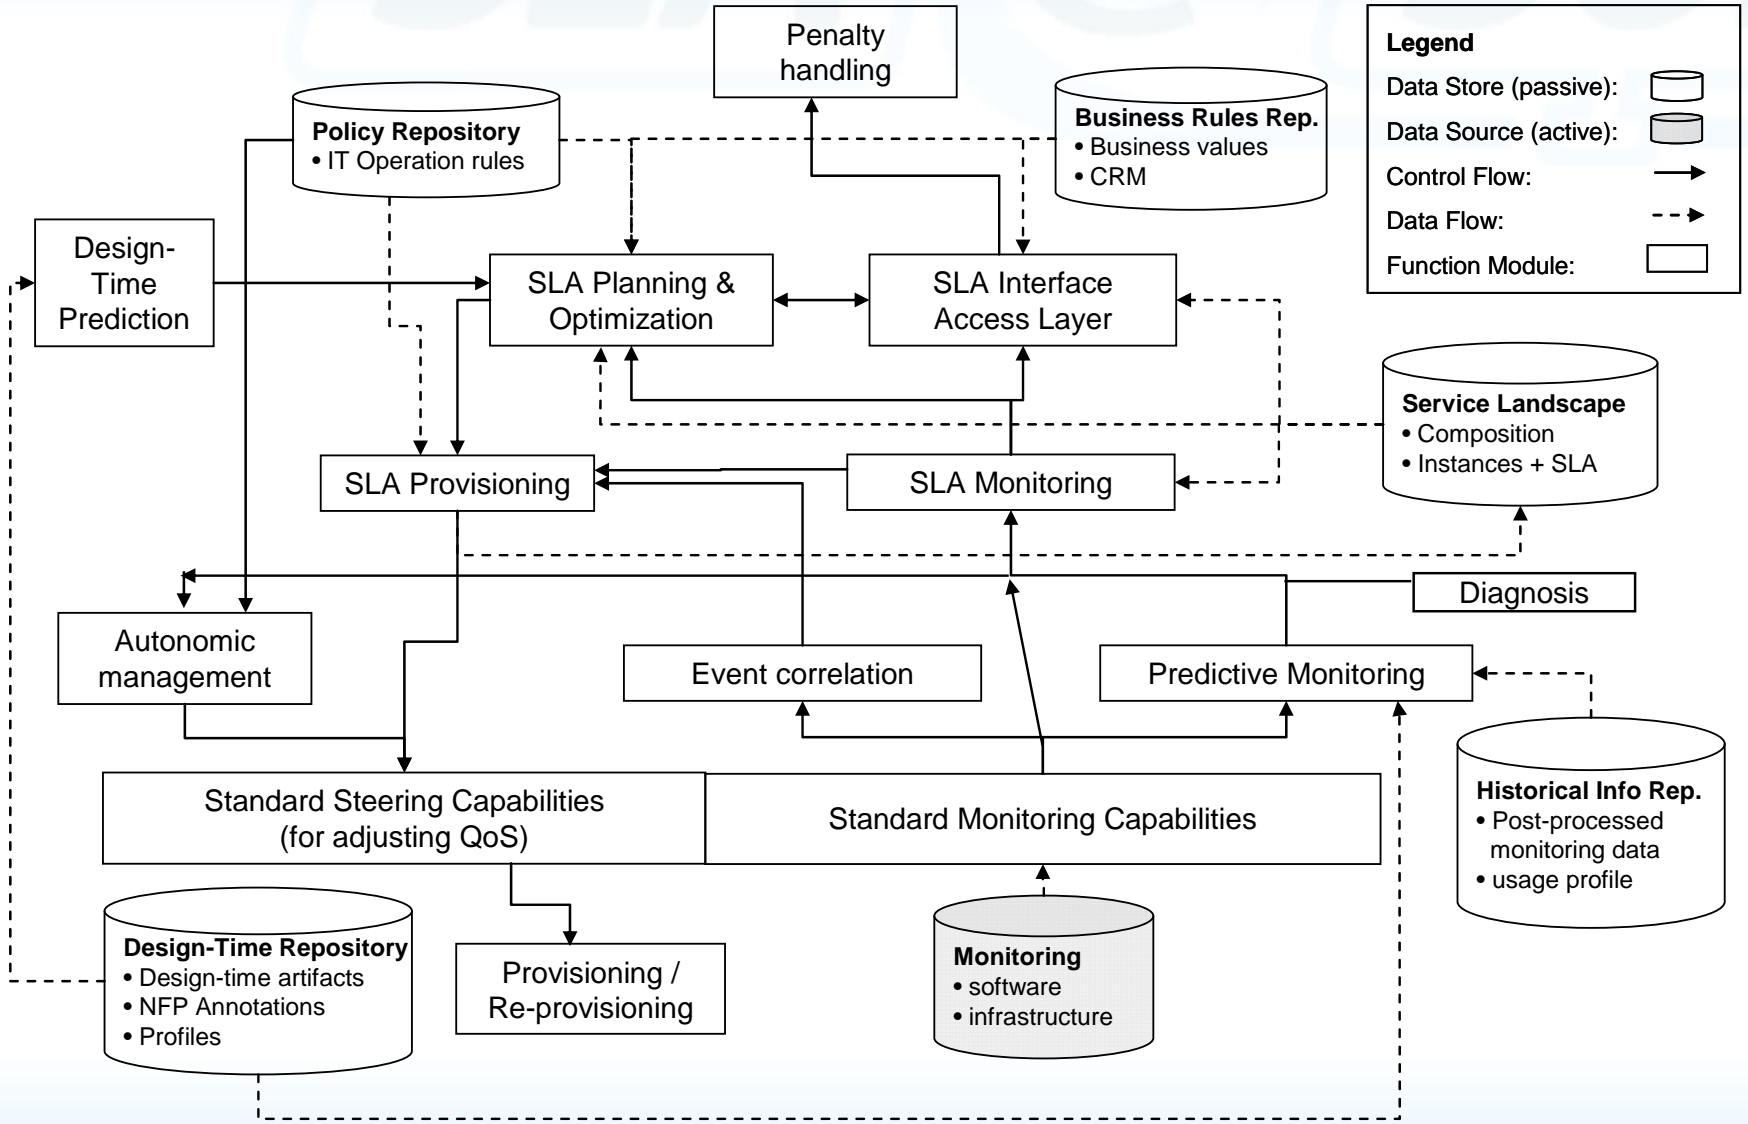 Penalty
handling
Legend
Data Store (passive):
Data Source (active):
Control Flow:
Data Flow:
Function Module:
Policy Repository
• IT Operation rules
Business Rules Rep.
• Business values
• CRM
Design-
Time
Prediction
SLA Planning &
Optimization
SLA Interface
Access Layer
Service Landscape
• Composition
• Instances + SLA
SLA Provisioning
SLA Monitoring
Diagnosis
Autonomic
management
Event correlation
Predictive Monitoring
Standard Steering Capabilities
(for adjusting QoS)
Standard Monitoring Capabilities
Historical Info Rep.
• Post-processed
monitoring data
• usage profile
Design-Time Repository
• Design-time artifacts
• NFP Annotations
• Profiles
Provisioning /
Re-provisioning
Monitoring
• software
• infrastructure